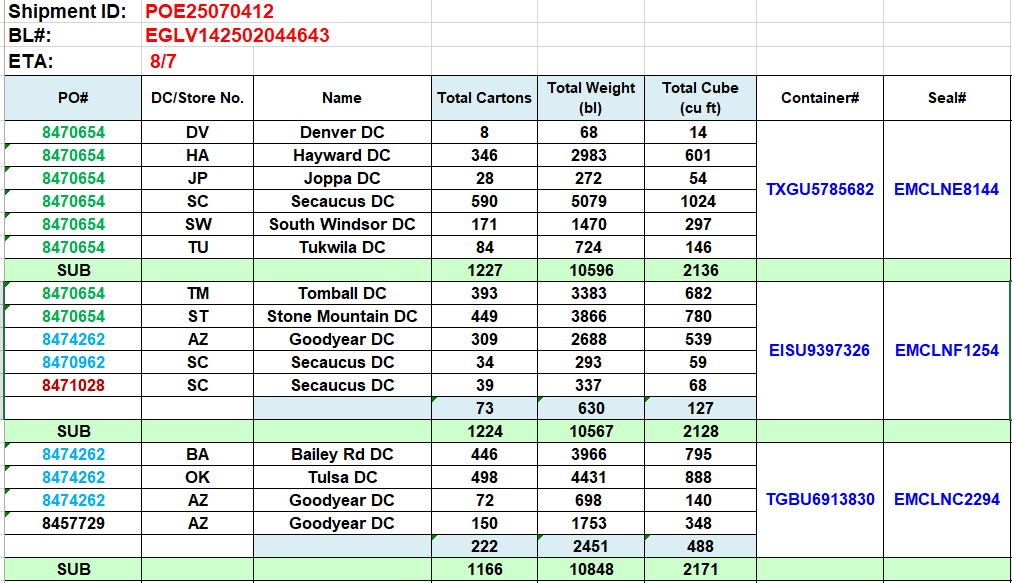 Shipment ID: POE25070412
BL#: EGLV142502044643
ETA: 8/7
PO# DC/Store No. Name Total Cartons Total Weight (bl) Total Cube (cu ft) Container# Seal#
8470654 DV Denver DC 8 68 14
8470654 HA Hayward DC 346 2983 601
8470654 JP Joppa DC 28 272 54
TXGU5785682 EMCLNE8144
8470654 SC Secaucus DC 590 5079 1024
8470654 SW South Windsor DC 171 1470 297
8470654 TU Tukwila DC 84 724 146
SUB 1227 10596 2136
8470654 TM Tomball DC 393 3383 682
8470654 ST Stone Mountain DC 449 3866 780
8474262 AZ Goodyear DC 309 2688 539
EISU9397326 EMCLNF1254
8470962 SC Secaucus DC 34 293 59
8471028 SC Secaucus DC 39 337 68
73 630 127
SUB 1224 10567 2128
8474262 BA Bailey Rd DC 446 3966 795
8474262 OK Tulsa DC 498 4431 888
8474262 AZ Goodyear DC 72 698 140
TGBU6913830 EMCLNC2294
8457729 AZ Goodyear DC 150 1753 348
222 2451 488
SUB 1166 10848 2171